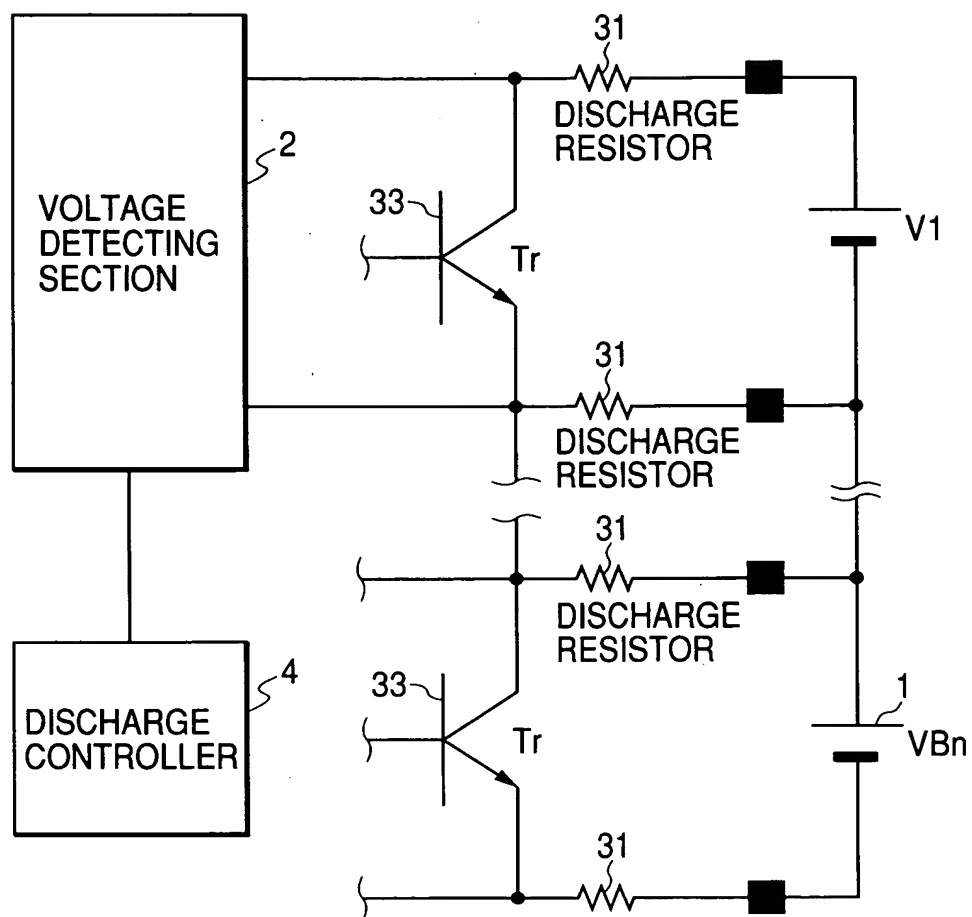 31
DISCHARGE
RESISTOR
2
VOLTAGE
DETECTING
SECTION
33
Tr
V1
31
DISCHARGE
RESISTOR
31
DISCHARGE
RESISTOR
4
DISCHARGE
CONTROLLER
33
Tr
1
VBn
31